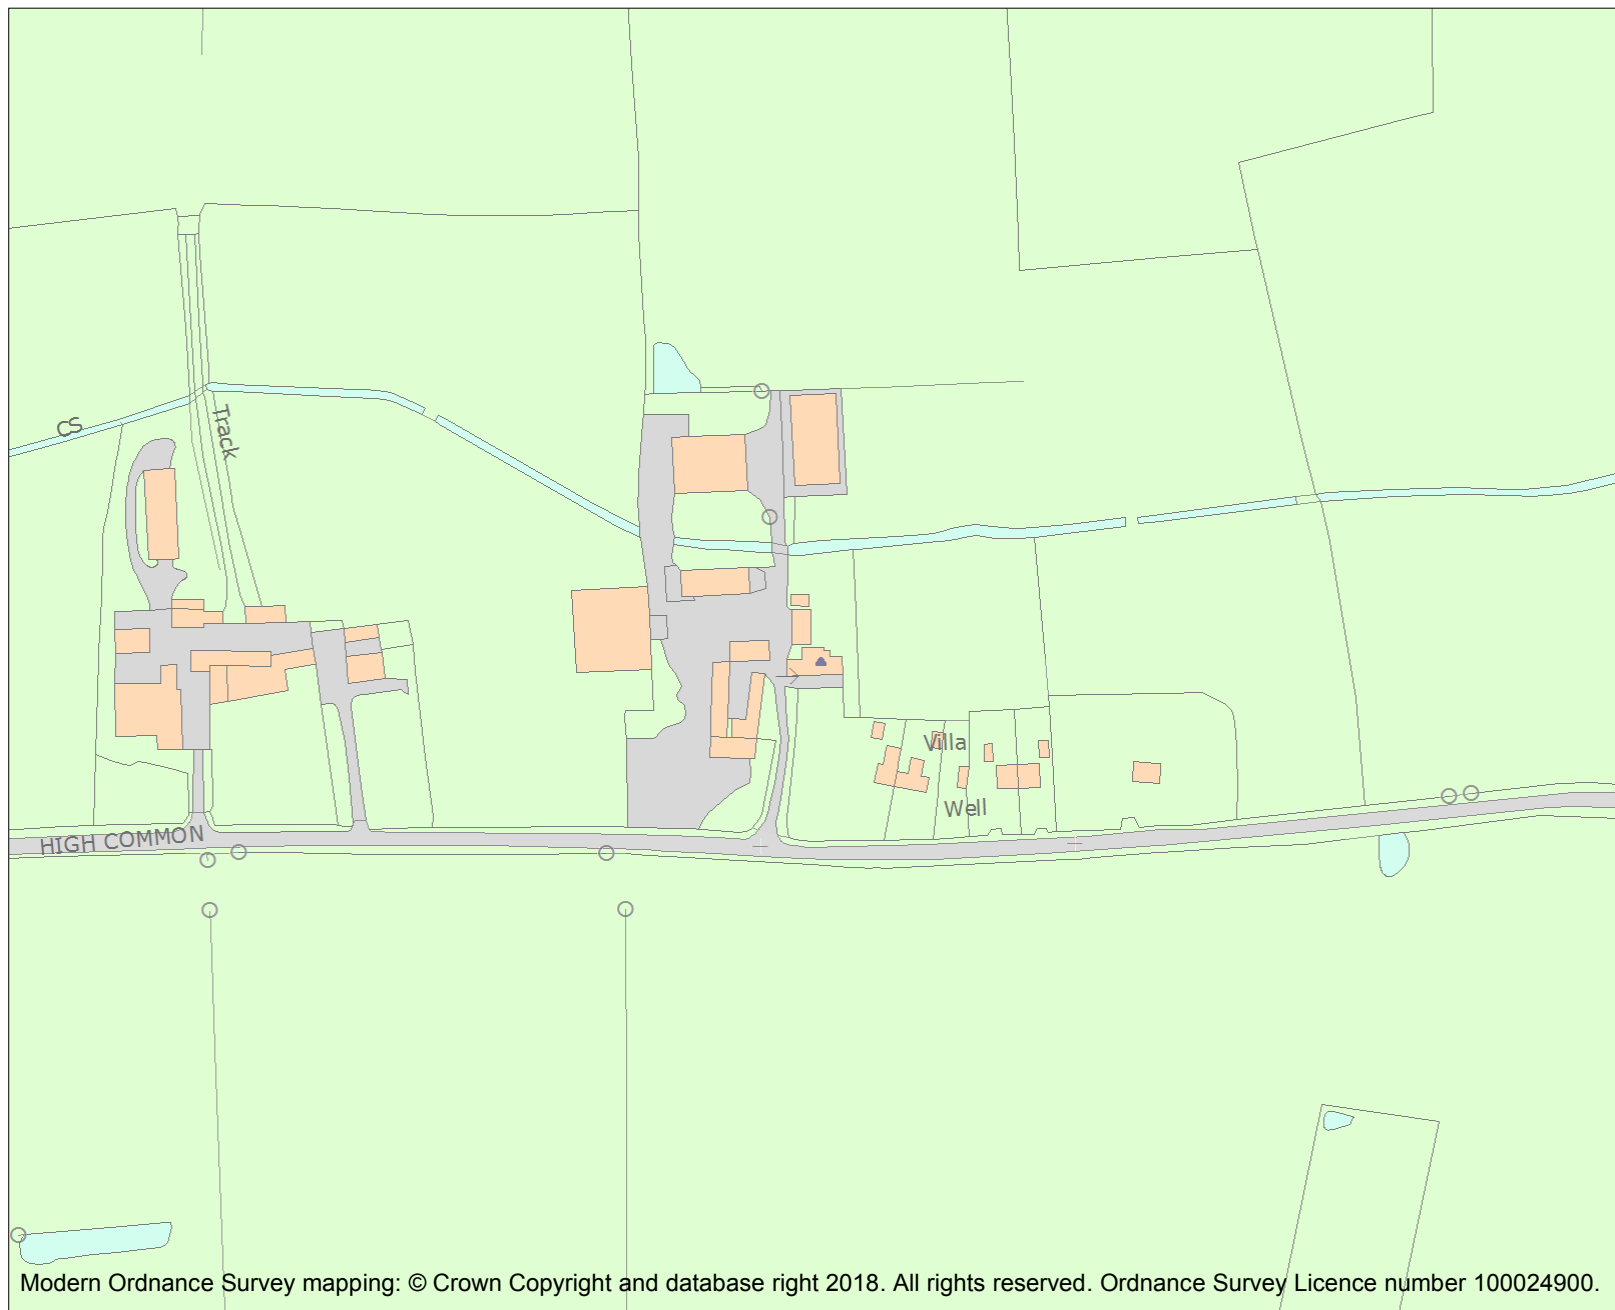 CS
Track
Villa
Well
HIGH COMMON
Modern Ordnance Survey mapping: © Crown Copyright and database right 2018. All rights reserved. Ordnance Survey Licence number 100024900.